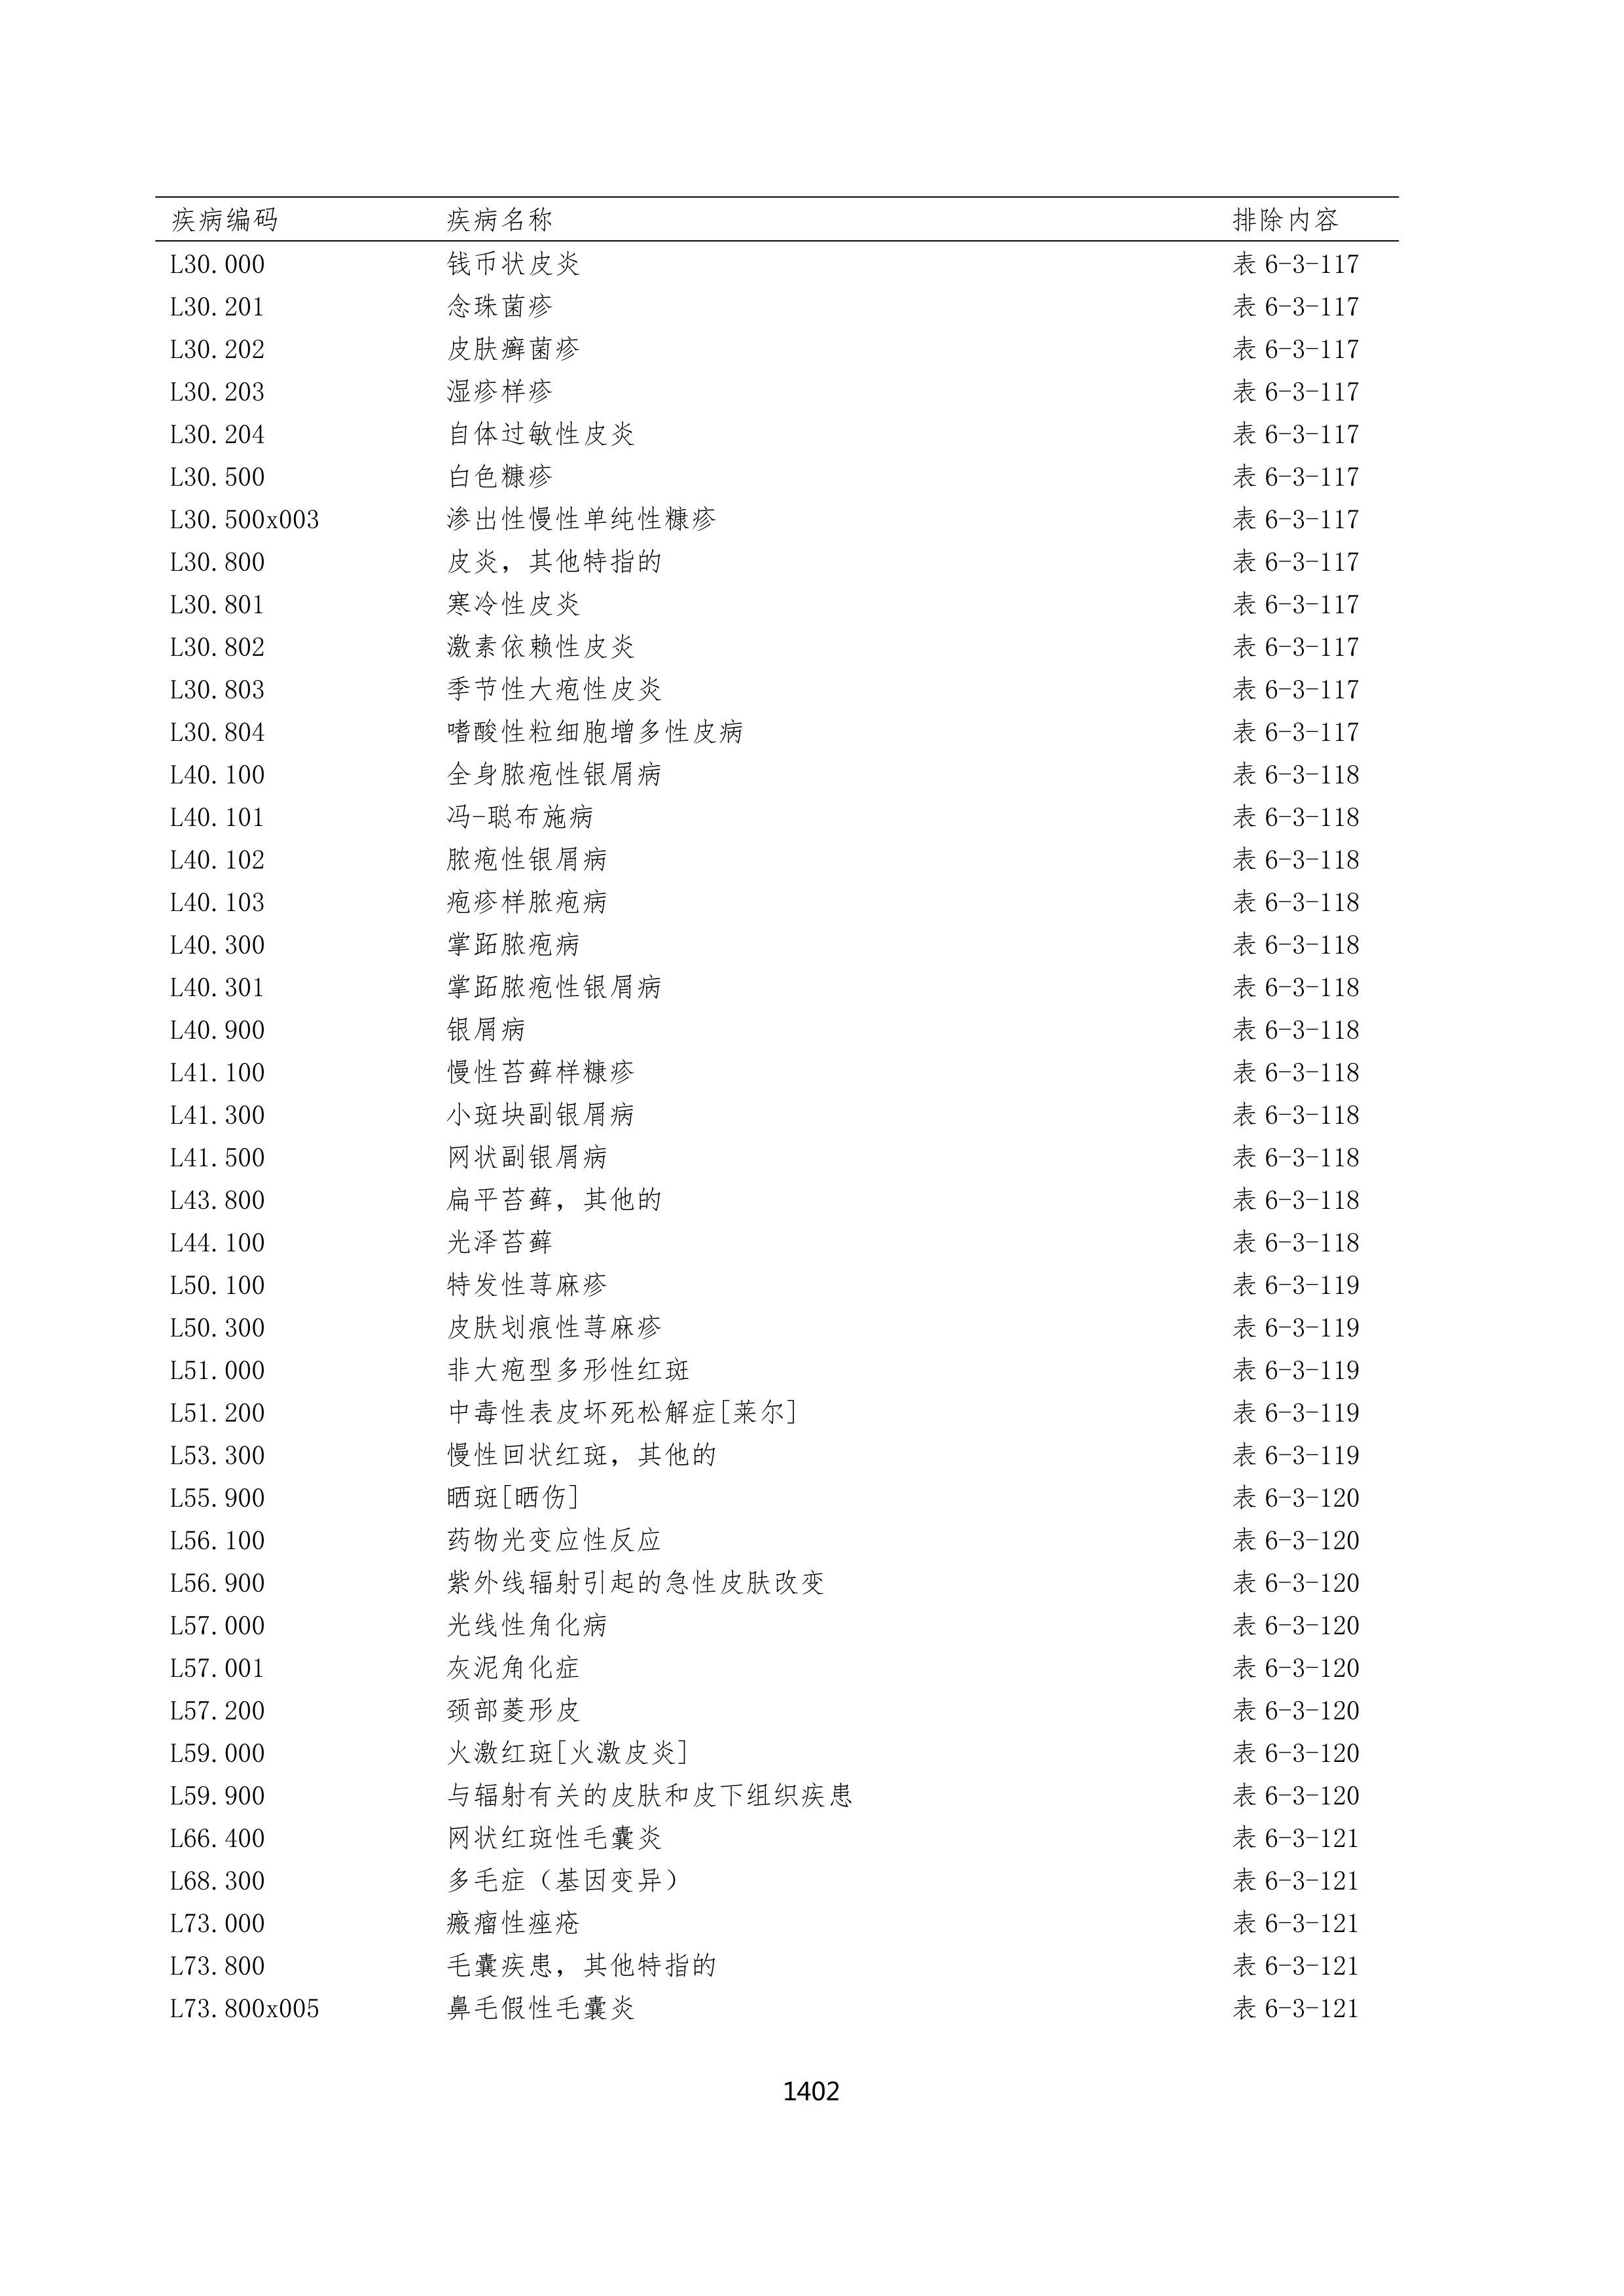 疾病编码 疾病名称 排除内容
L30.000 钱币状皮炎 表 6-3-117
L30.201 念珠菌疹 表 6-3-117
L30.202 皮肤癣菌疹 表 6-3-117
L30.203 湿疹样疹 表 6-3-117
L30.204 自体过敏性皮炎 表 6-3-117
L30.500 白色糠疹 表 6-3-117
L30.500x003 渗出性慢性单纯性糠疹 表 6-3-117
L30.800 皮炎，其他特指的 表 6-3-117
L30.801 寒冷性皮炎 表 6-3-117
L30.802 激素依赖性皮炎 表 6-3-117
L30.803 季节性大疱性皮炎 表 6-3-117
L30.804 嗜酸性粒细胞增多性皮病 表 6-3-117
L40.100 全身脓疱性银屑病 表 6-3-118
L40.101 冯-聪布施病 表 6-3-118
L40.102 脓疱性银屑病 表 6-3-118
L40.103 疱疹样脓疱病 表 6-3-118
L40.300 掌跖脓疱病 表 6-3-118
L40.301 掌跖脓疱性银屑病 表 6-3-118
L40.900 银屑病 表 6-3-118
L41.100 慢性苔藓样糠疹 表 6-3-118
L41.300 小斑块副银屑病 表 6-3-118
L41.500 网状副银屑病 表 6-3-118
L43.800 扁平苔藓，其他的 表 6-3-118
L44.100 光泽苔藓 表 6-3-118
L50.100 特发性荨麻疹 表 6-3-119
L50.300 皮肤划痕性荨麻疹 表 6-3-119
L51.000 非大疱型多形性红斑 表 6-3-119
L51.200 中毒性表皮坏死松解症[莱尔] 表 6-3-119
L53.300 慢性回状红斑，其他的 表 6-3-119
L55.900 晒斑[晒伤] 表 6-3-120
L56.100 药物光变应性反应 表 6-3-120
L56.900 紫外线辐射引起的急性皮肤改变 表 6-3-120
L57.000 光线性角化病 表 6-3-120
L57.001 灰泥角化症 表 6-3-120
L57.200 颈部菱形皮 表 6-3-120
L59.000 火激红斑[火激皮炎] 表 6-3-120
L59.900 与辐射有关的皮肤和皮下组织疾患 表 6-3-120
L66.400 网状红斑性毛囊炎 表 6-3-121
L68.300 多毛症（基因变异） 表 6-3-121
L73.000 瘢瘤性痤疮 表 6-3-121
L73.800 毛囊疾患，其他特指的 表 6-3-121
L73.800x005 鼻毛假性毛囊炎 表 6-3-121
1402